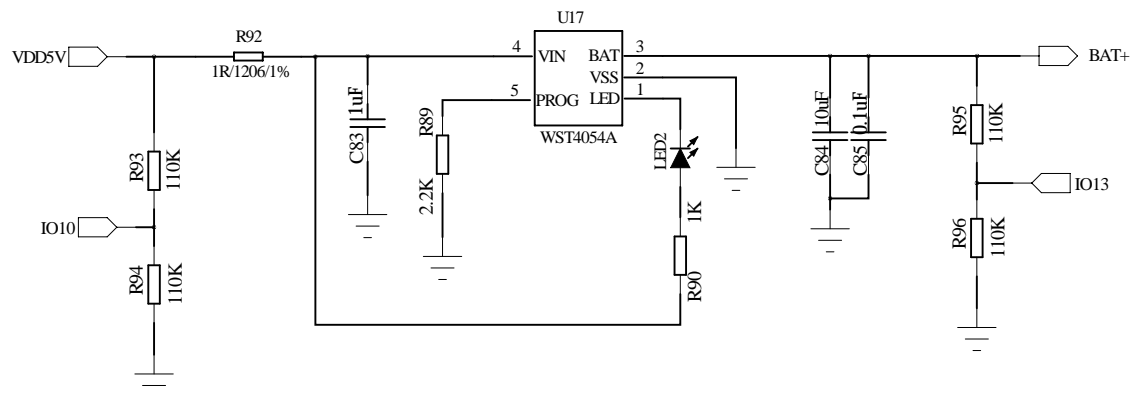 U17
VDD5V
R92
1R/1206/1%
4
VIN
BAT
3
BAT+
VSS
2
5
PROG
LED
1
WST4054A
C83
1uF
R89
2.2K
LED2
1K
R90
C84
10uF
C85
0.1uF
R95
110K
IO13
R96
110K
R93
110K
IO10
R94
110K